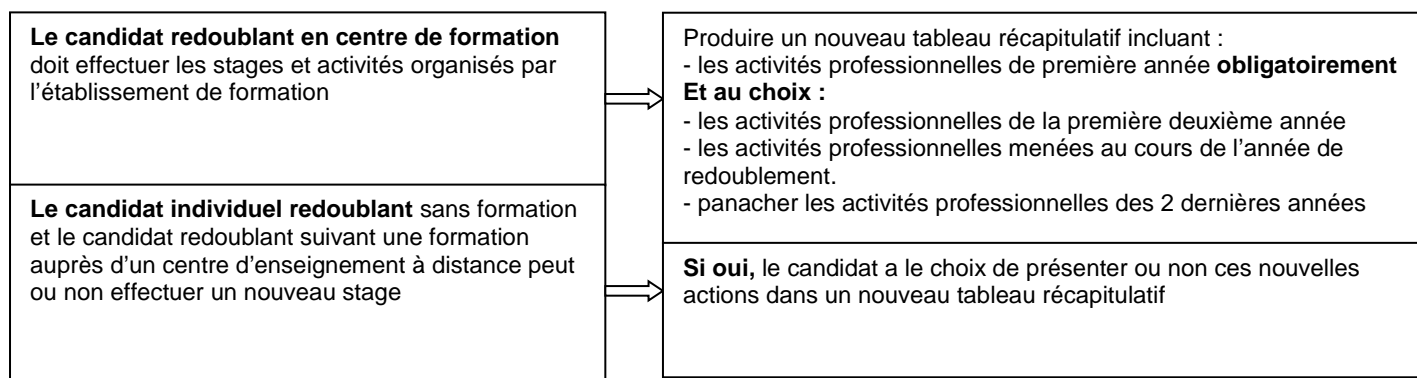 Le candidat redoublant en centre de formation
doit effectuer les stages et activités organisés par
l’établissement de formation
Produire un nouveau tableau récapitulatif incluant :
- les activités professionnelles de première année obligatoirement
Et au choix :
- les activités professionnelles de la première deuxième année
- les activités professionnelles menées au cours de l’année de
redoublement.
- panacher les activités professionnelles des 2 dernières années
Le candidat individuel redoublant sans formation
et le candidat redoublant suivant une formation
auprès d’un centre d’enseignement à distance peut
ou non effectuer un nouveau stage
Si oui, le candidat a le choix de présenter ou non ces nouvelles
actions dans un nouveau tableau récapitulatif